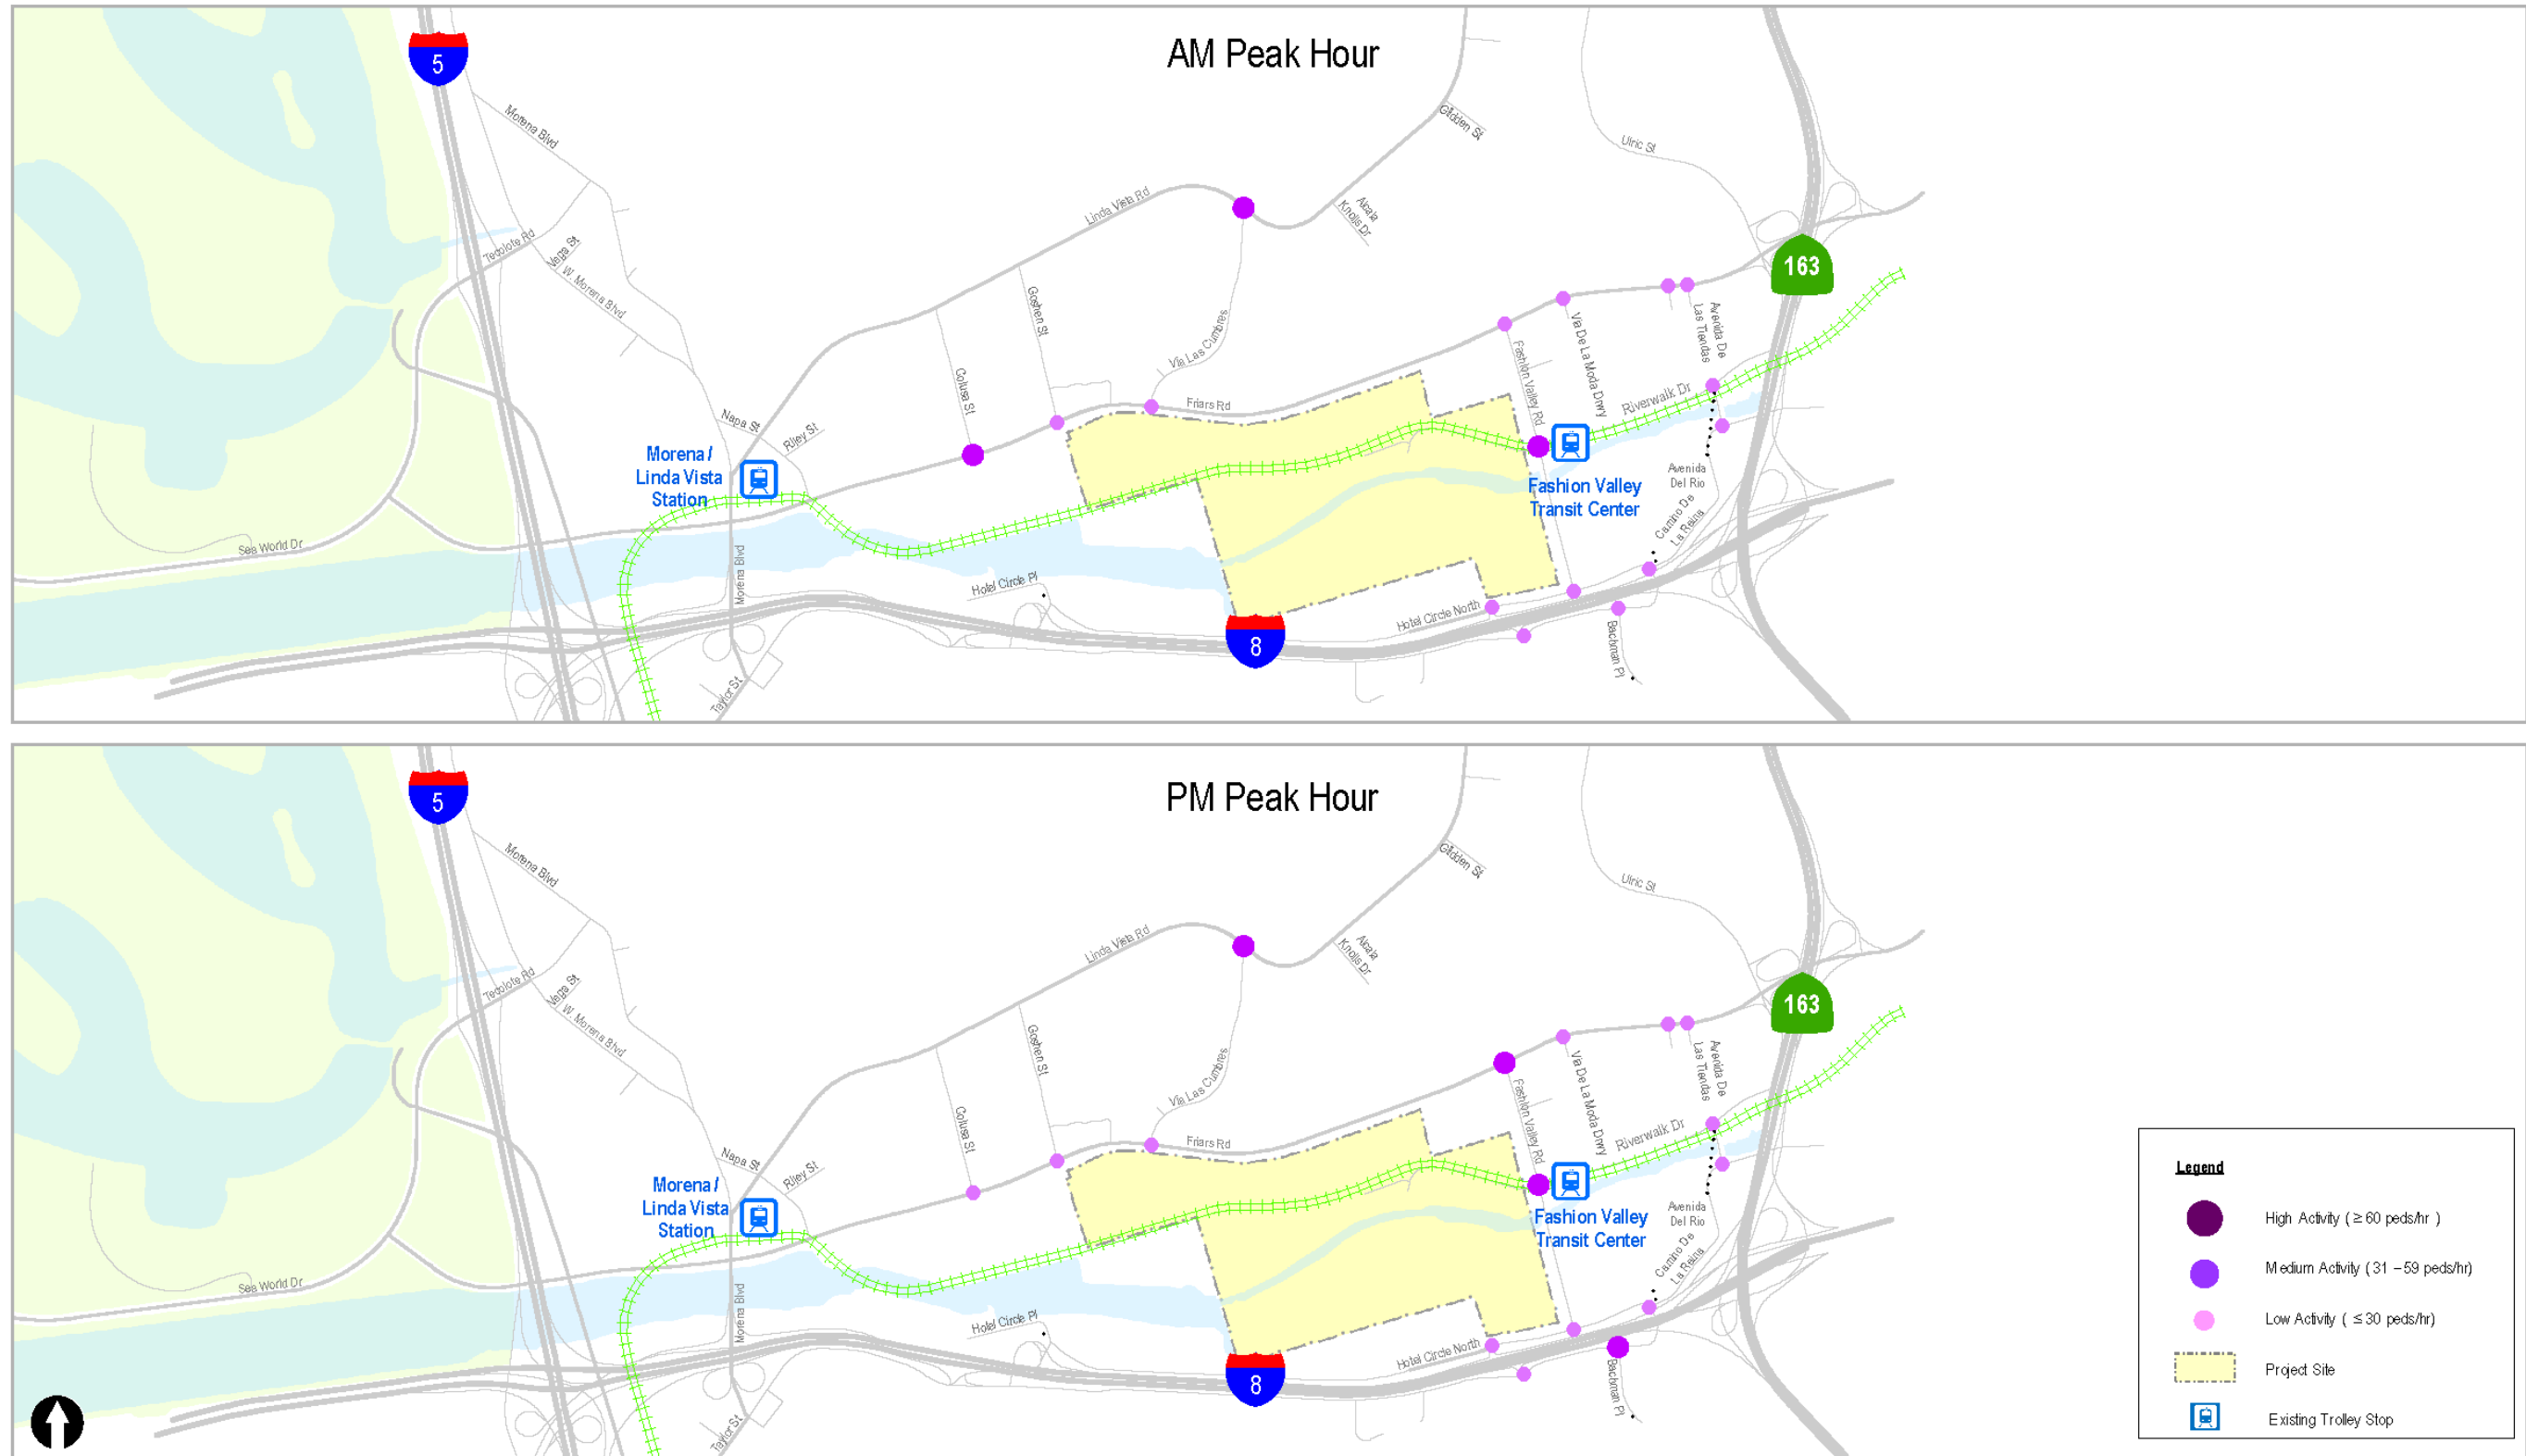 AM Peak Hour
5
Morena Blvd
Glidden St
Ulric St
Linda Vista Rd
Alcala
Knolls Dr
Tecolote Rd
Vega St
W. Morena Blvd
163
Goshen St
Via Las Cumbres
Colusa St
Fashion Valley Rd
Via De La Moda Drwy
Avenida De
Las Tiendas
Riverwalk Dr
Friars Rd
Napa St
Riley St
Morena /
Linda Vista
Station
Fashion Valley
Transit Center
Avenida
Del Rio
Camino De
La Reina
Sea World Dr
Morena Blvd
Hotel Circle Pl
Hotel Circle North
8
Bachman Pl
Taylor St
PM Peak Hour
5
Morena Blvd
Glidden St
Ulric St
Linda Vista Rd
Alcala
Knolls Dr
Tecolote Rd
Vega St
W. Morena Blvd
163
Goshen St
Via Las Cumbres
Colusa St
Fashion Valley Rd
Via De La Moda Drwy
Avenida De
Las Tiendas
Riverwalk Dr
Friars Rd
Napa St
Riley St
Morena /
Linda Vista
Station
Fashion Valley
Transit Center
Avenida
Del Rio
Camino De
La Reina
Sea World Dr
Morena Blvd
Hotel Circle Pl
Hotel Circle North
8
Bachman Pl
Taylor St
Legend
High Activity ( ≥ 60 peds/hr )
Medium Activity ( 31 – 59 peds/hr)
Low Activity ( ≤ 30 peds/hr)
Project Site
Existing Trolley Stop